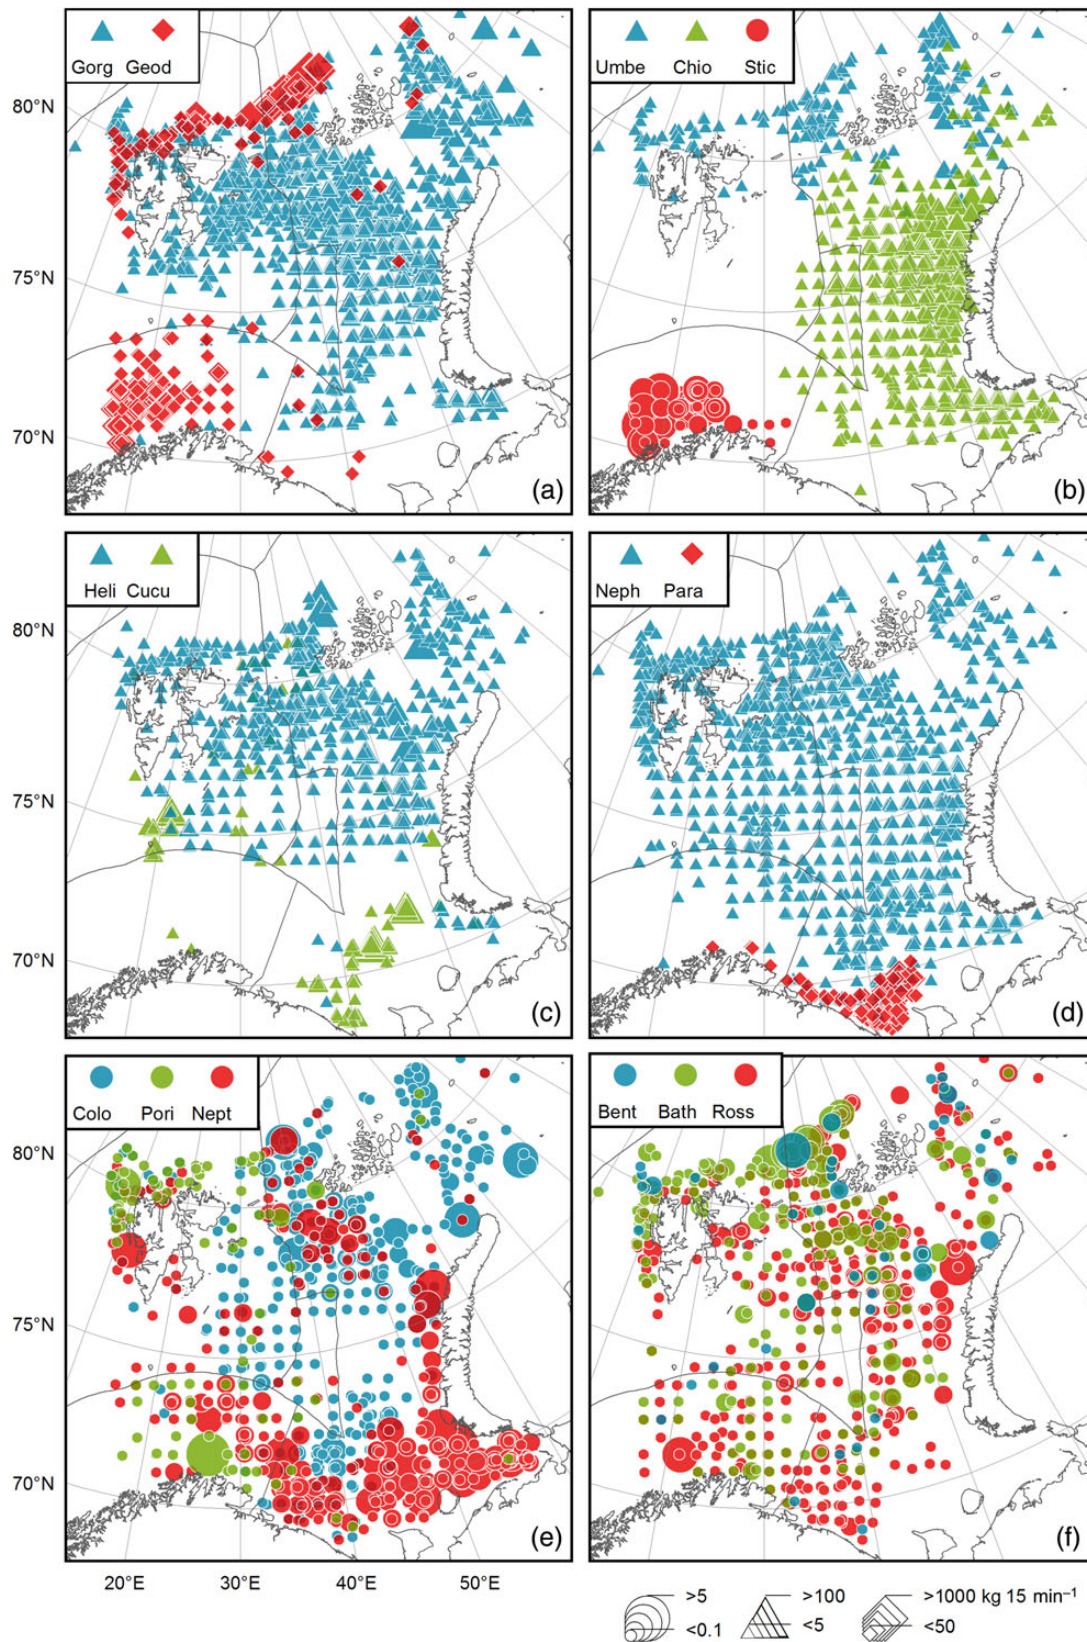 Gorg Geod
80°N
75°N
70°N
(a)
Umbe Chio Stic
(b)
Heli Cucu
80°N
75°N
70°N
(c)
Neph Para
(d)
Colo Pori Nept
80°N
75°N
70°N
(e)
20°E 30°E 40°E 50°E
Bent Bath Ross
(f)
>5 >100 >1000 kg 15 min⁻¹
<0.1 <5 <50